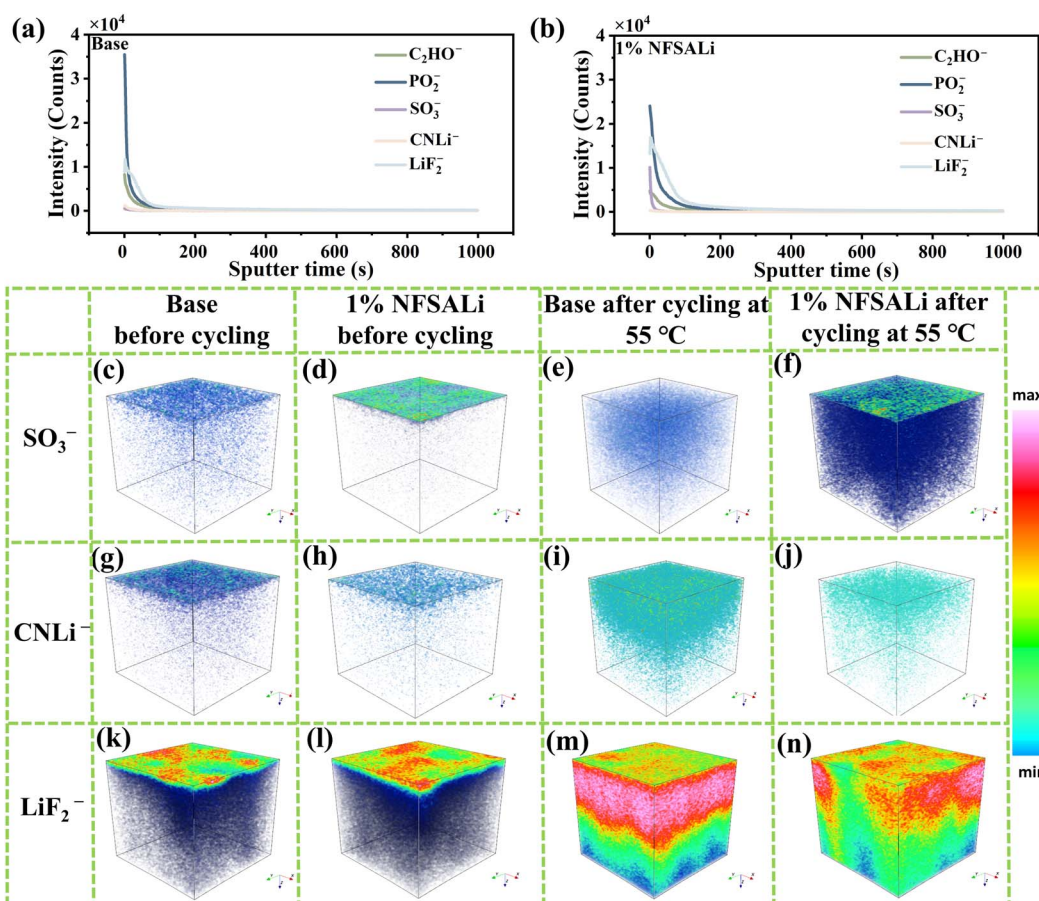 (a)
×10⁴
Base
4
3
2
1
0
Intensity (Counts)
C₂HO⁻
PO₂⁻
SO₃⁻
CNLi⁻
LiF₂⁻
0 200 400 600 800 1000
Sputter time (s)
(b)
×10⁴
1% NFSALi
4
3
2
1
0
Intensity (Counts)
C₂HO⁻
PO₂⁻
SO₃⁻
CNLi⁻
LiF₂⁻
0 200 400 600 800 1000
Sputter time (s)
Base
before cycling
1% NFSALi
before cycling
Base after cycling at
55 °C
1% NFSALi after
cycling at 55 °C
SO₃⁻
(c)
(d)
(e)
(f)
CNLi⁻
(g)
(h)
(i)
(j)
LiF₂⁻
(k)
(l)
(m)
(n)
max
min